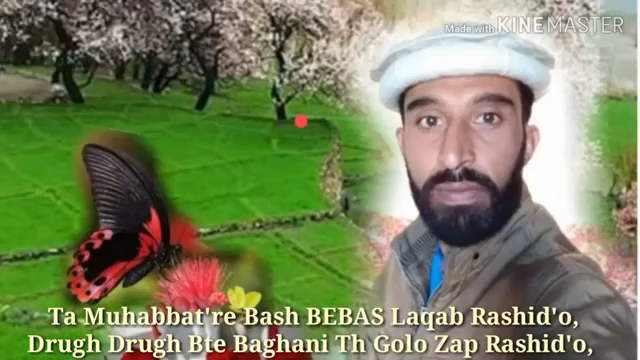 Made with KINEMASTER
Ta Muhabbat're Bash BEBAS Laqab Rashid'o,
Drugh Drugh Bte Baghani Th Golo Zap Rashid'o,